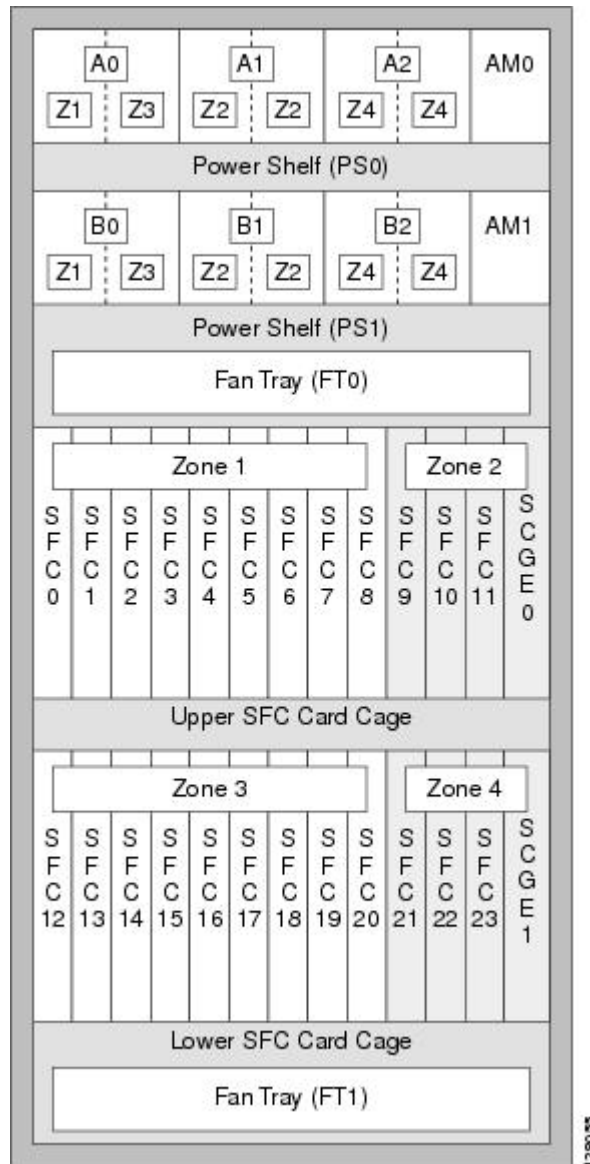 A0 A1 A2 AM0
Z1 Z3 Z2 Z2 Z4 Z4
Power Shelf (PS0)
B0 B1 B2 AM1
Z1 Z3 Z2 Z2 Z4 Z4
Power Shelf (PS1)
Fan Tray (FT0)
Zone 1 Zone 2
SFC0 SFC1 SFC2 SFC3 SFC4 SFC5 SFC6 SFC7 SFC8 SFC9 SFC10 SFC11 SCGE0
Upper SFC Card Cage
Zone 3 Zone 4
SFC12 SFC13 SFC14 SFC15 SFC16 SFC17 SFC18 SFC19 SFC20 SFC21 SFC22 SFC23 SCGE1
Lower SFC Card Cage
Fan Tray (FT1)